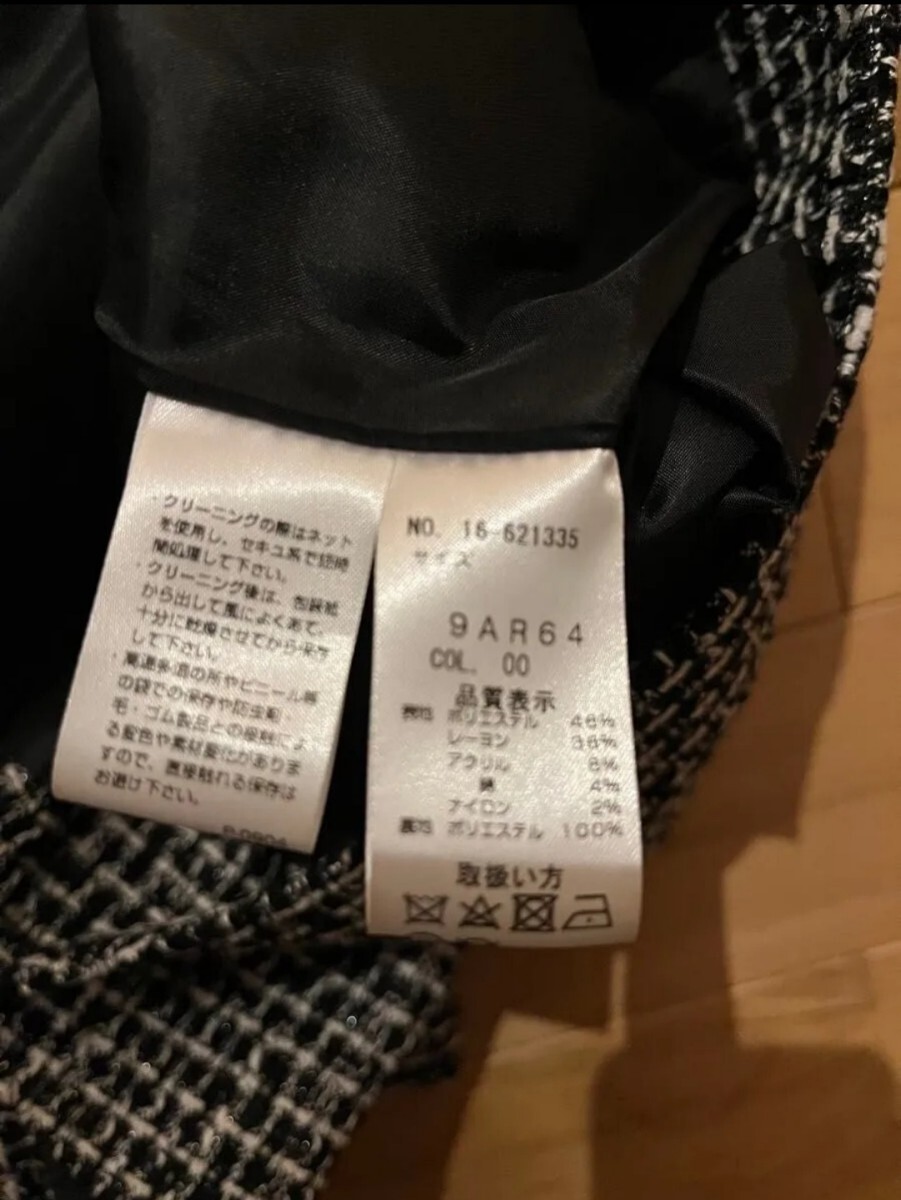 ・クリーニングの際はネット
を使用し、セキユ系で短時
間処理して下さい。
・クリーニング後は、包装紙
から出して風によくあて、
十分に乾燥させてから保存
して下さい。
・高温多湿の所やビニール等
の袋での保存や防虫剤・
毛・ゴム製品との接触によ
る配色や素材変化がありま
すので、直接触れる保存は
お避け下さい。
NO. 16-621335
サイズ
9AR64
COL. 00
品質表示
表地 ポリエステル 46%
レーヨン
アクリル
綿 4%
ナイロン 2%
裏地 ポリエステル 100%
取扱い方